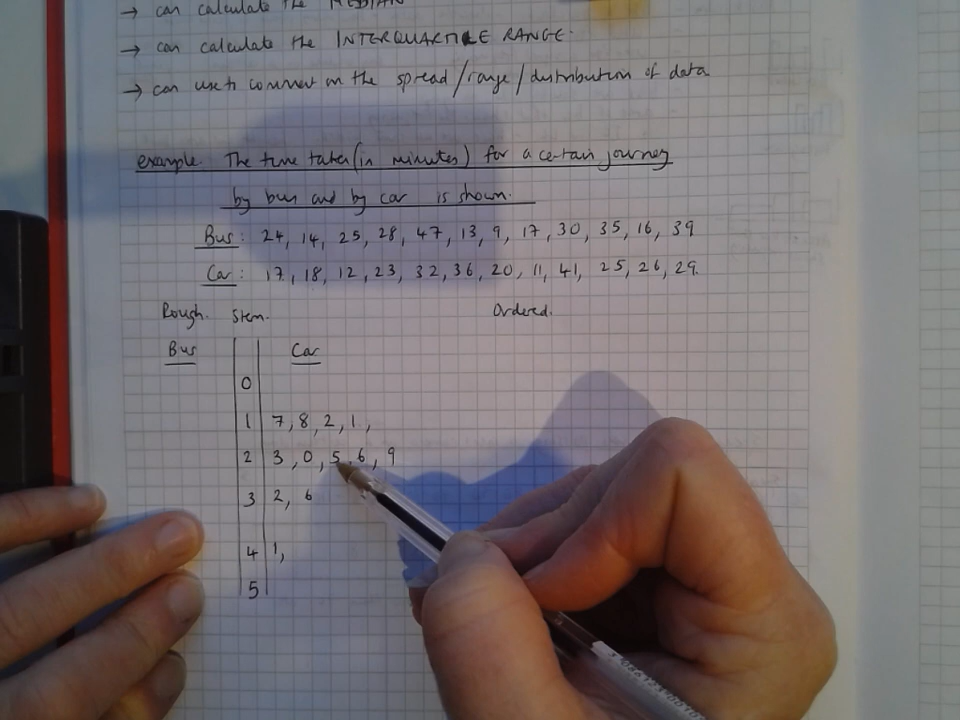 → can calculate the MEDIAN
→ can calculate the INTERQUARTILE RANGE.
→ can use to comment on the spread/range/distribution of data
example. The time taken (in minutes) for a certain journey
by bus and by car is shown.
Bus: 24, 14, 25, 28, 47, 13, 9, 17, 30, 35, 16, 39
Car: 17, 18, 12, 23, 32, 36, 20, 11, 41, 25, 26, 29.
Rough. Stem. Ordered.
Bus Car
0
1 7, 8, 2, 1,
2 3, 0, 5, 6, 9
3 2, 6
4 1,
5